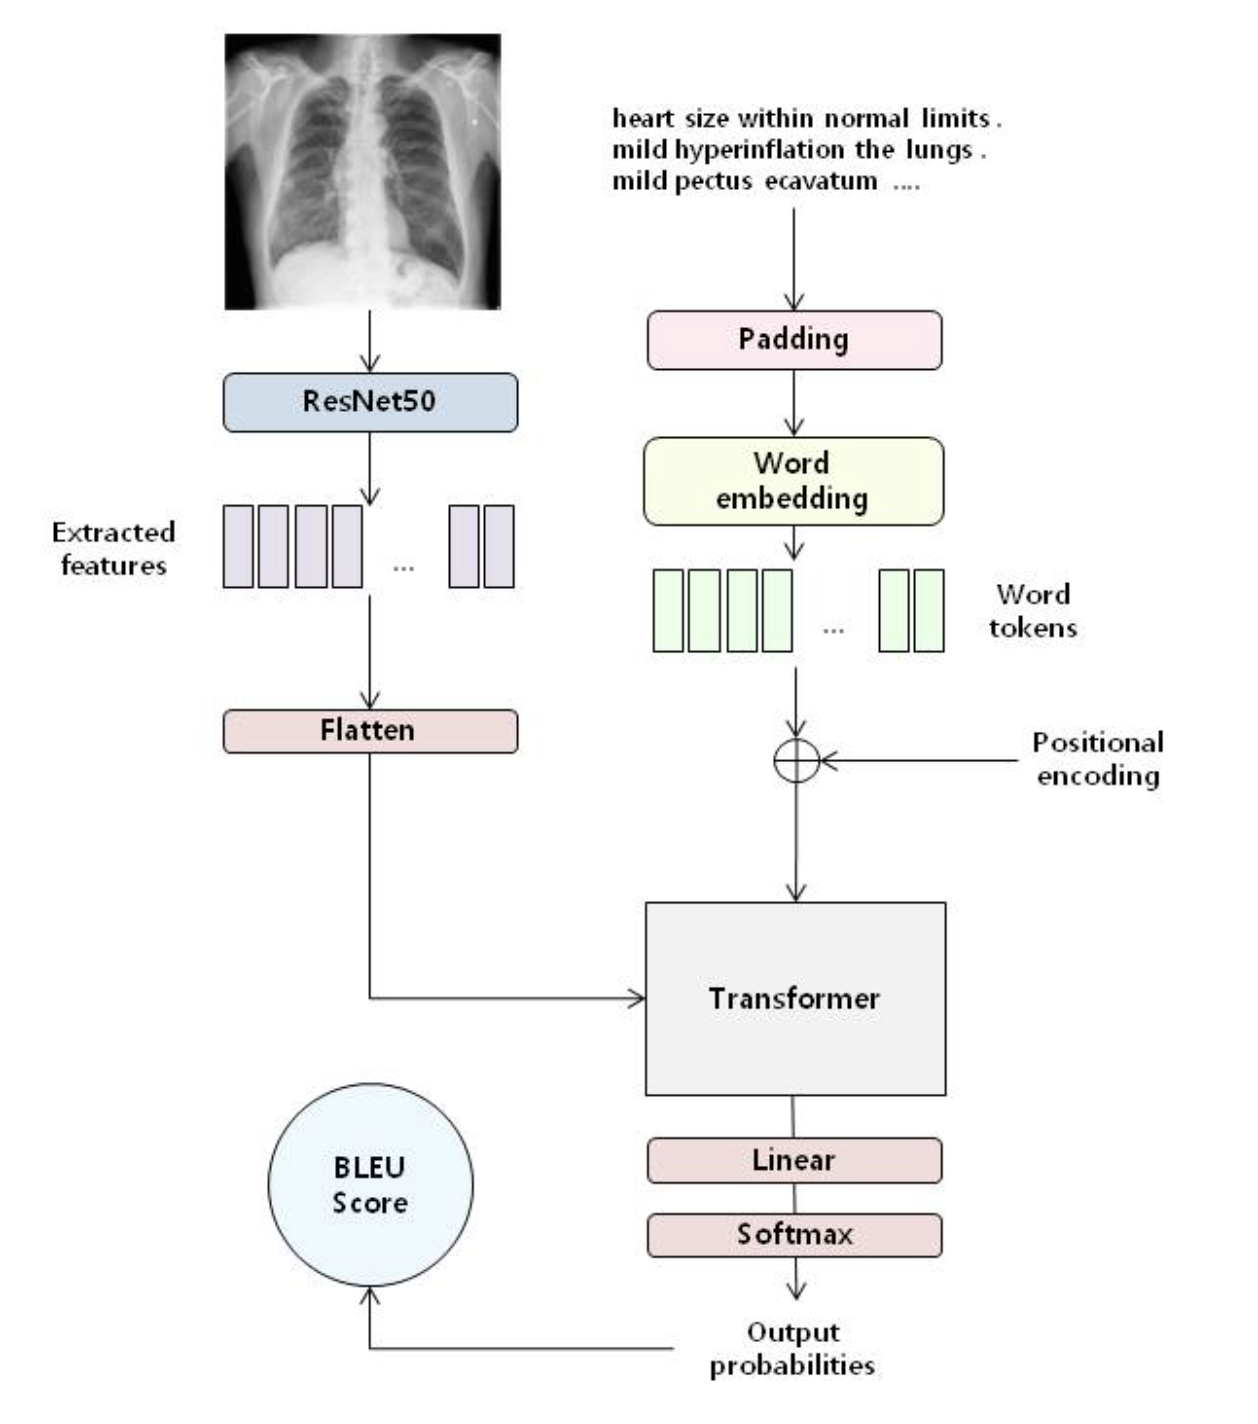 heart size within normal limits .
mild hyperinflation the lungs .
mild pectus ecavatum ....
Padding
ResNet50
Word
embedding
Extracted
features
...
Word
tokens
...
Flatten
Positional
encoding
Transformer
BLEU
Score
Linear
Softmax
Output
probabilities